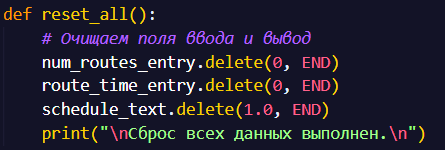 def reset_all():
    # Очищаем поля ввода и вывод
    num_routes_entry.delete(0, END)
    route_time_entry.delete(0, END)
    schedule_text.delete(1.0, END)
    print("\nСброс всех данных выполнен.\n")